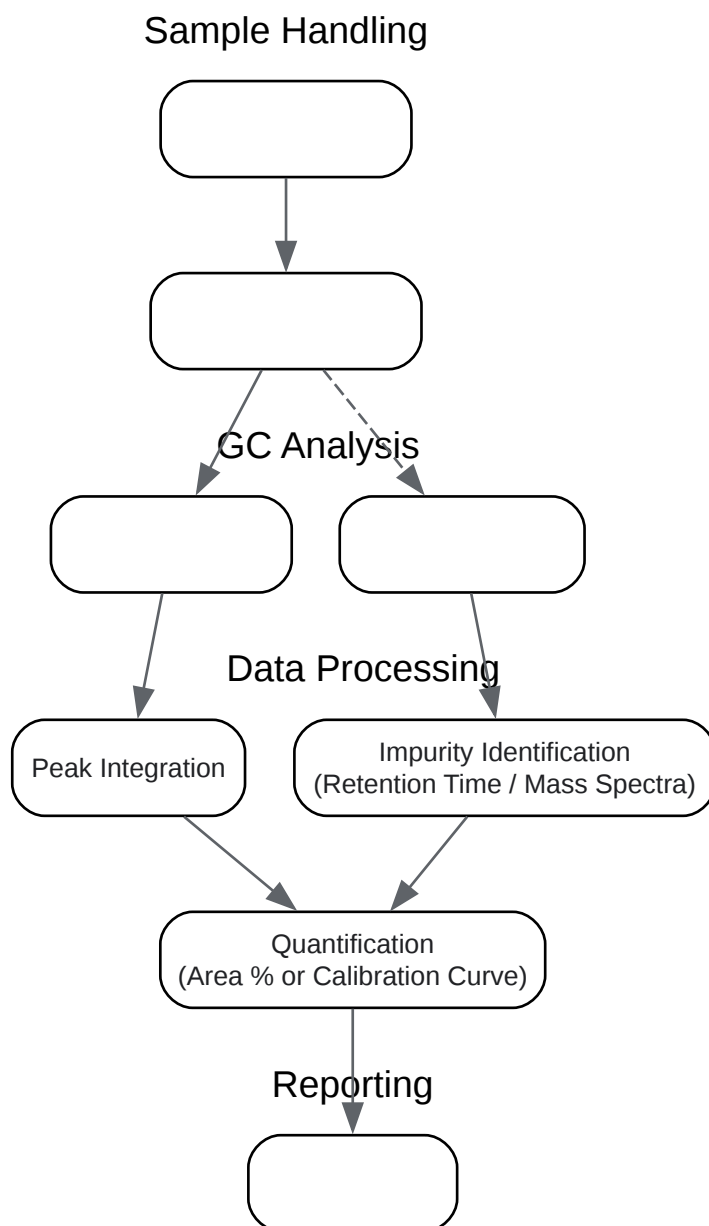 Sample Handling
GC Analysis
Data Processing
Peak Integration
Impurity Identification
(Retention Time / Mass Spectra)
Quantification
(Area % or Calibration Curve)
Reporting